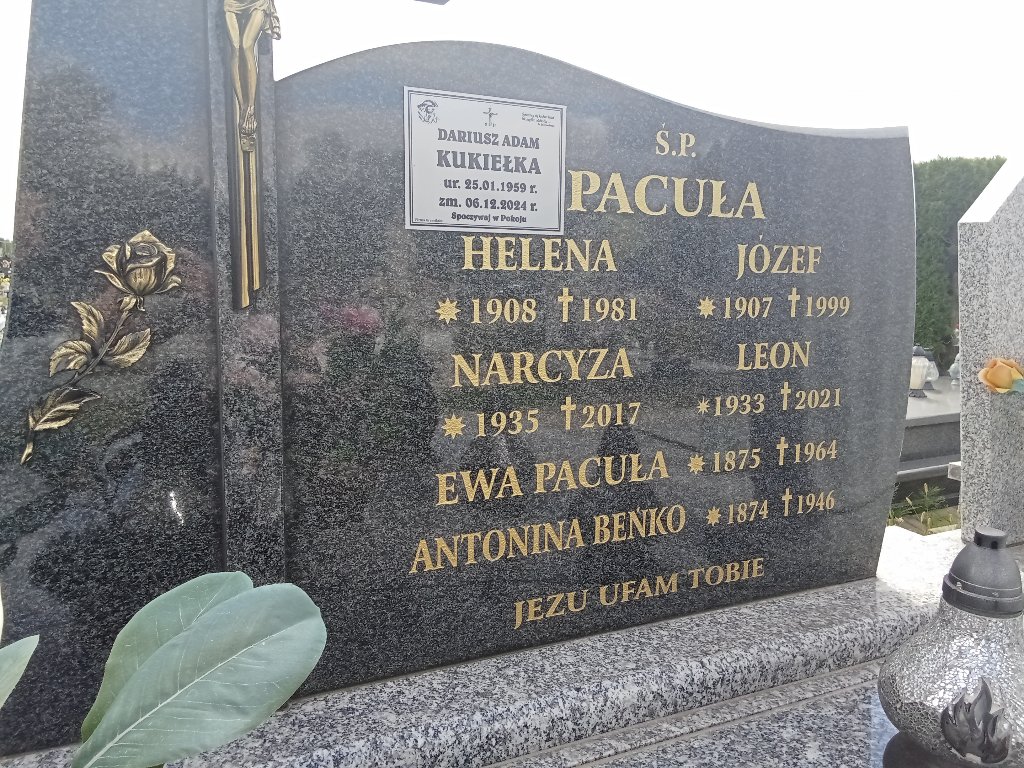 Ś.P.
DARIUSZ ADAM
KUKIEŁKA
ur. 25.01.1959 r.
zm. 06.12.2024 r.
Spoczywaj w Pokoju
PACUŁA
HELENA JÓZEF
* 1908 † 1981 * 1907 † 1999
NARCYZA LEON
* 1935 † 2017 * 1933 † 2021
EWA PACUŁA * 1875 † 1964
ANTONINA BEŃKO * 1874 † 1946
JEZU UFAM TOBIE